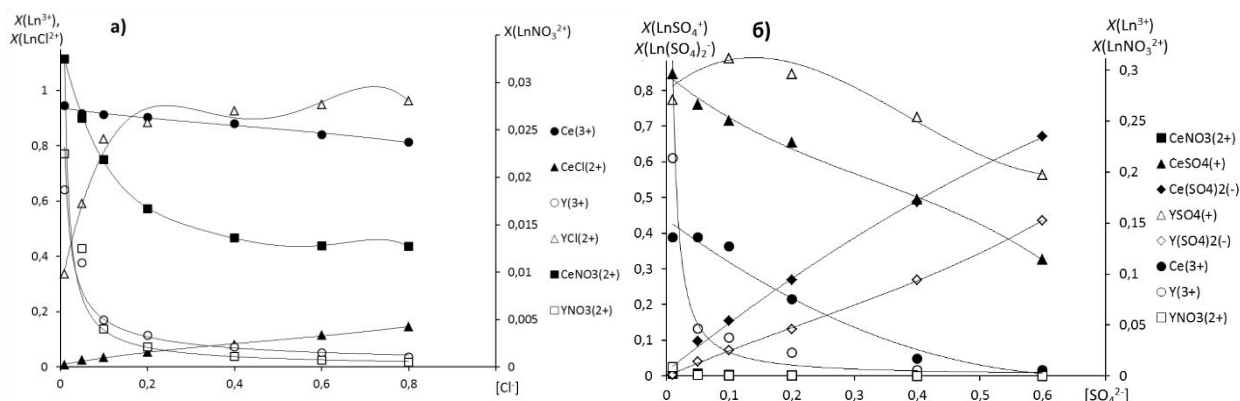 X(Ln³⁺),
X(LnCl²⁺)
а)
X(LnNO₃²⁺)
0,035
0,03
0,025
0,02
0,015
0,01
0,005
0
1
0,8
0,6
0,4
0,2
0
0
0,2
0,4
0,6
0,8
[Cl⁻]
Ce(3+)
CeCl(2+)
Y(3+)
YCl(2+)
CeNO3(2+)
YNO3(2+)
X(LnSO₄⁺)
X(Ln(SO₄)₂⁻)
б)
X(Ln³⁺)
X(LnNO₃²⁺)
0,8
0,7
0,6
0,5
0,4
0,3
0,2
0,1
0
0,3
0,25
0,2
0,15
0,1
0,05
0
0
0,1
0,2
0,3
0,4
0,5
0,6
[SO₄²⁻]
CeNO3(2+)
CeSO4(+)
Ce(SO4)2(-)
YSO4(+)
Y(SO4)2(-)
Ce(3+)
Y(3+)
YNO3(2+)